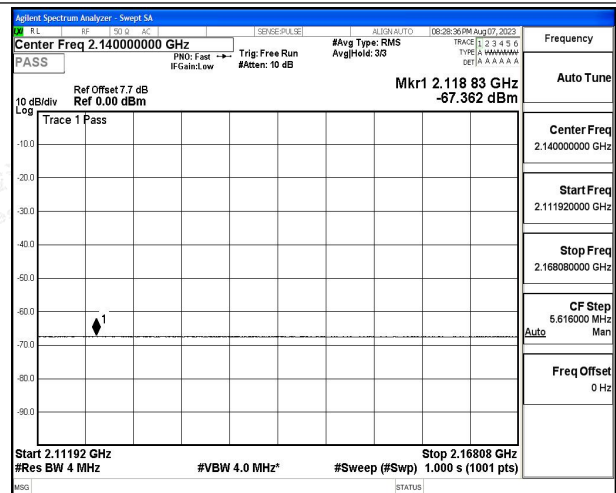 Agilent Spectrum Analyzer - Swept SA
RL RF 50 Ω AC SENSE:PULSE ALIGN AUTO 08:28:36 PM Aug 07, 2023
Center Freq 2.140000000 GHz #Avg Type: RMS TRACE 1 2 3 4 5 6 Frequency
PASS PNO: Fast Trig: Free Run Avg|Hold: 3/3 TYPE A WWWWW
IFGain:Low #Atten: 10 dB DET A A A A A A
Auto Tune
Mkr1 2.118 83 GHz
Ref Offset 7.7 dB
10 dB/div Ref 0.00 dBm -67.362 dBm
Log
Trace 1 Pass
Center Freq
2.140000000 GHz
-10.0
-20.0
Start Freq
2.111920000 GHz
-30.0
-40.0
Stop Freq
2.168080000 GHz
-50.0
CF Step
5.616000 MHz
Auto Man
-60.0
1
-70.0
Freq Offset
0 Hz
-80.0
-90.0
Start 2.11192 GHz Stop 2.16808 GHz
#Res BW 4 MHz #VBW 4.0 MHz* #Sweep (#Swp) 1.000 s (1001 pts)
MSG STATUS